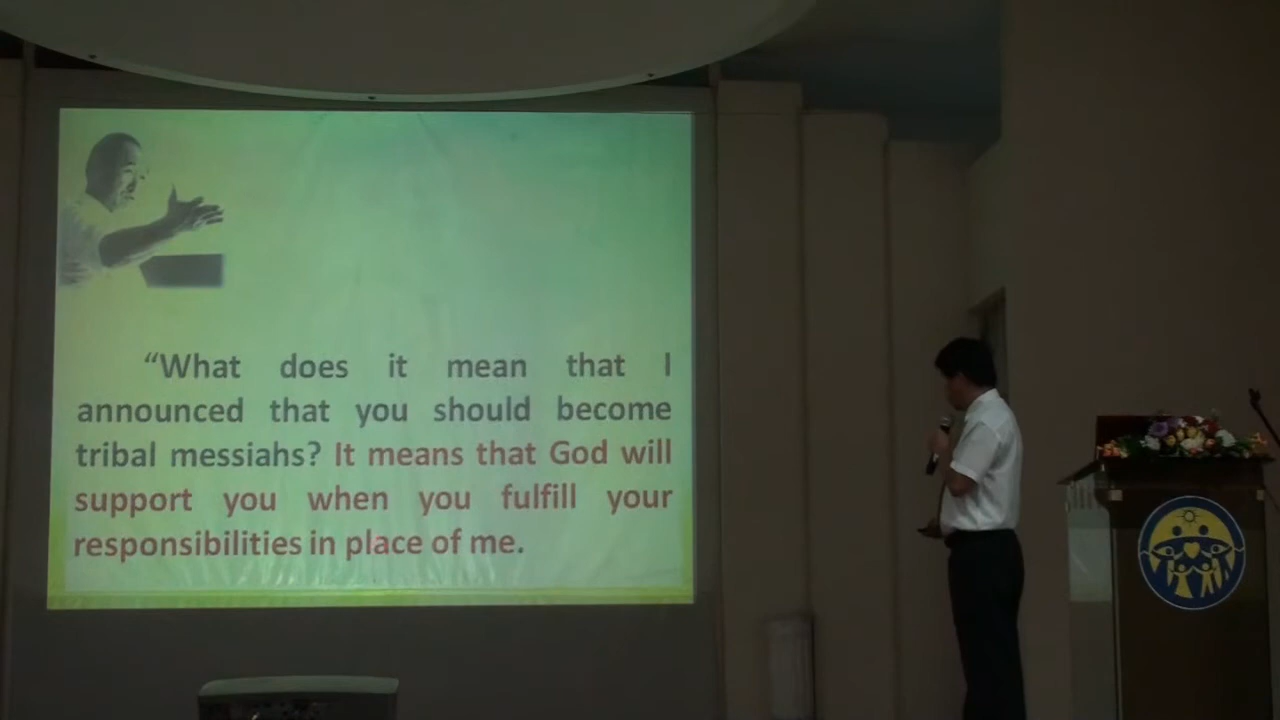 “What does it mean that I
announced that you should become
tribal messiahs? It means that God will
support you when you fulfill your
responsibilities in place of me.